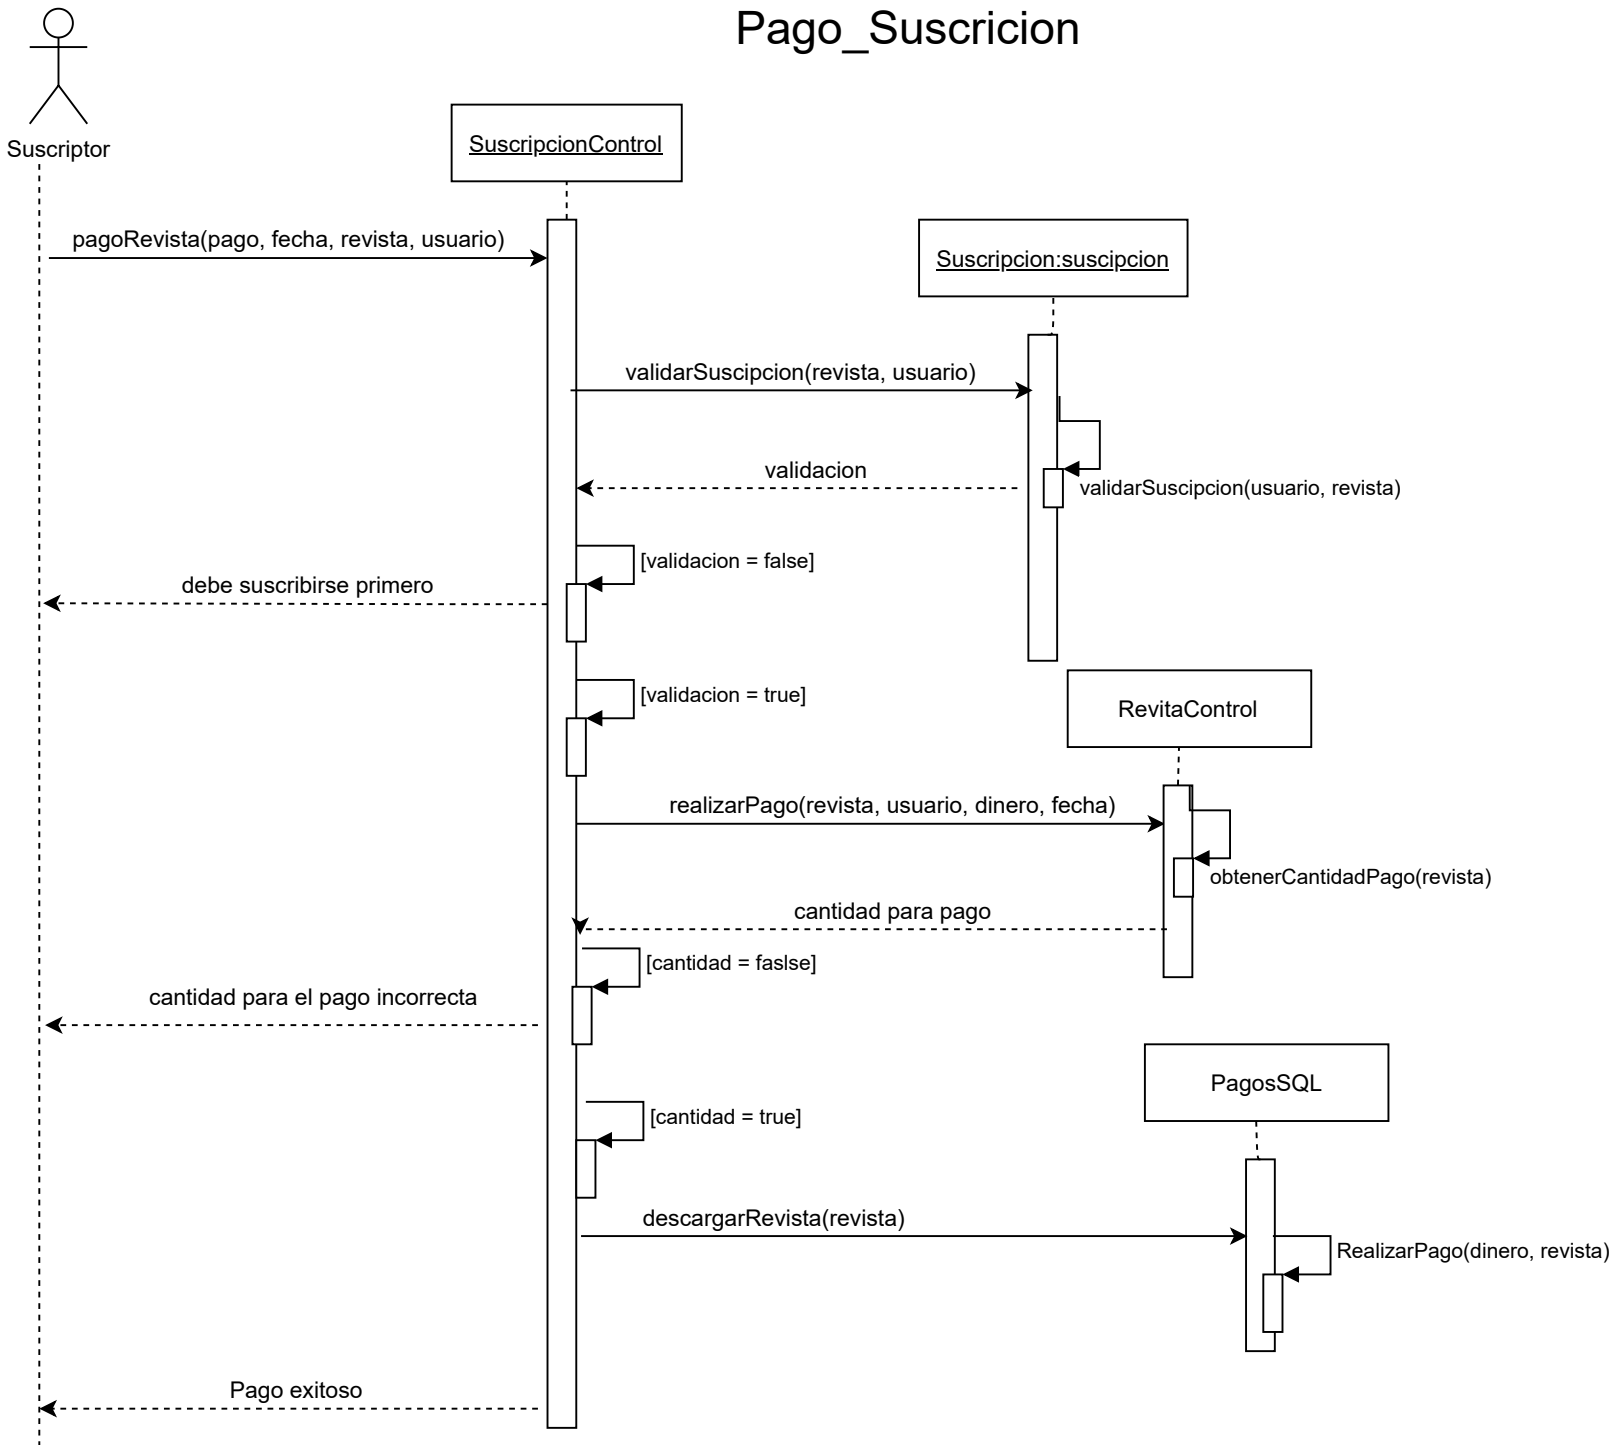 Pago_Suscricion
Suscriptor
SuscripcionControl
pagoRevista(pago, fecha, revista, usuario)
Suscripcion:suscipcion
validarSuscipcion(revista, usuario)
validacion
validarSuscipcion(usuario, revista)
[validacion = false]
debe suscribirse primero
[validacion = true]
RevitaControl
realizarPago(revista, usuario, dinero, fecha)
obtenerCantidadPago(revista)
cantidad para pago
[cantidad = faslse]
cantidad para el pago incorrecta
PagosSQL
[cantidad = true]
descargarRevista(revista)
RealizarPago(dinero, revista)
Pago exitoso